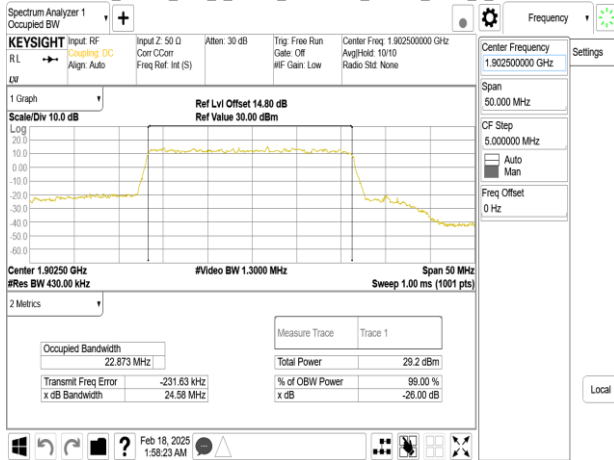 Spectrum Analyzer 1
Occupied BW
Frequency
KEYSIGHT
RL
Input: RF
Coupling: DC
Align: Auto
Input Z: 50 Ω
Corr CCorr
Freq Ref: Int (S)
Atten: 30 dB
Trig: Free Run
Gate: Off
#IF Gain: Low
Center Freq: 1.902500000 GHz
Avg|Hold: 10/10
Radio Std: None
LXI
1 Graph
Scale/Div 10.0 dB
Ref Lvl Offset 14.80 dB
Ref Value 30.00 dBm
Log
20.0
10.0
0.00
-10.0
-20.0
-30.0
-40.0
-50.0
-60.0
Center 1.90250 GHz
#Video BW 1.3000 MHz
Span 50 MHz
#Res BW 430.00 kHz
Sweep 1.00 ms (1001 pts)
2 Metrics
Measure Trace Trace 1
Occupied Bandwidth
22.873 MHz
Total Power 29.2 dBm
Transmit Freq Error -231.63 kHz
% of OBW Power 99.00 %
x dB Bandwidth 24.58 MHz
x dB -26.00 dB
Feb 18, 2025
1:58:23 AM
Center Frequency
1.902500000 GHz
Settings
Span
50.000 MHz
CF Step
5.000000 MHz
Auto
Man
Freq Offset
0 Hz
Local